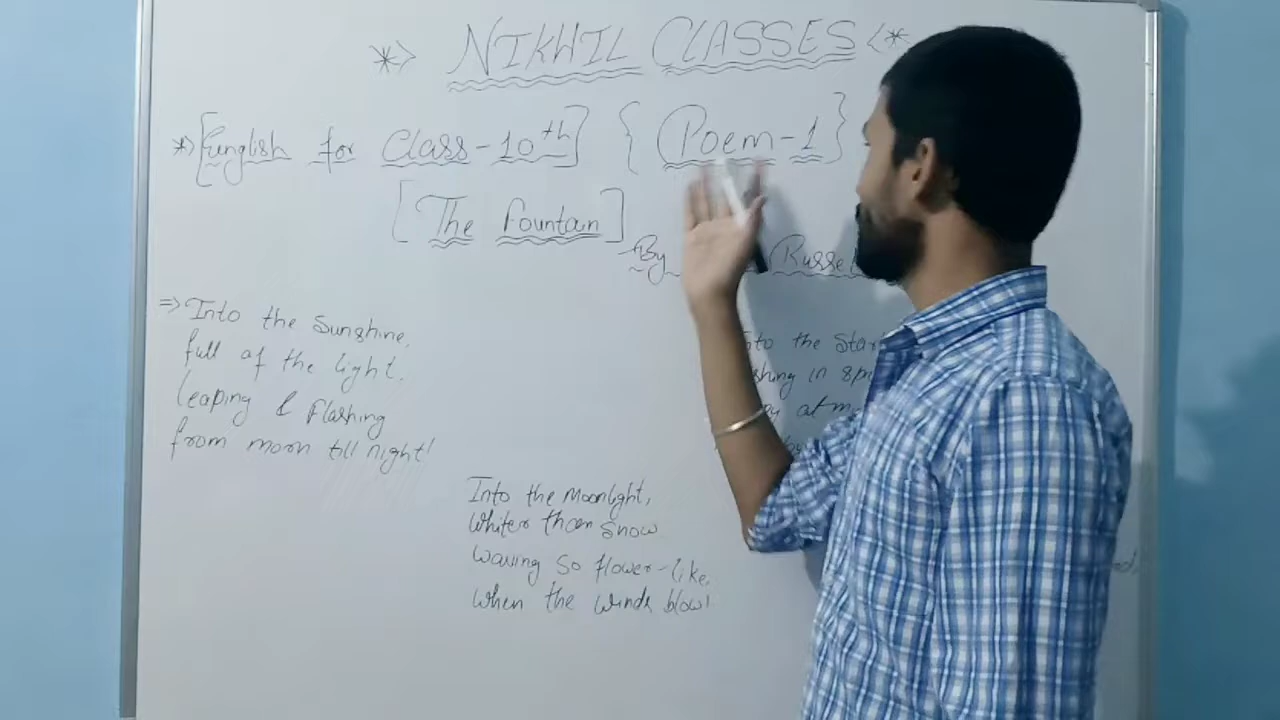 *> NIKHIL CLASSES <*
*> [English for Class-10th] { Poem-1 }
[ The Fountain ]
By
=> Into the Sunshine,
full of the light.
leaping & flashing
from morn till night!
Into the Moonlight,
Whiter than Snow
waving so flower-like,
When the winds blow!
the
in